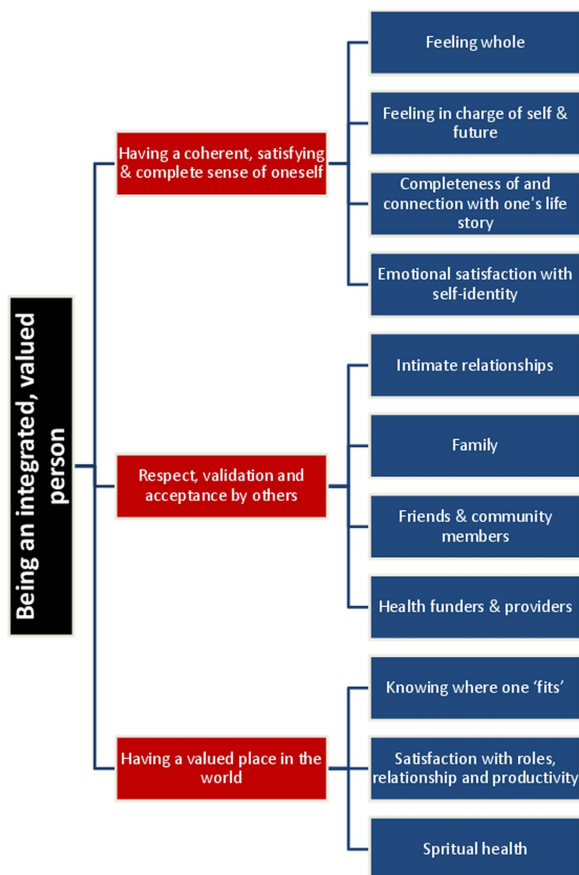 Being an integrated, valued
person
Having a coherent, satisfying
& complete sense of oneself
Feeling whole
Feeling in charge of self &
future
Completeness of and
connection with one's life
story
Emotional satisfaction with
self-identity
Respect, validation and
acceptance by others
Intimate relationships
Family
Friends & community
members
Health funders & providers
Having a valued place in the
world
Knowing where one ‘fits’
Satisfaction with roles,
relationship and productivity
Spritual health